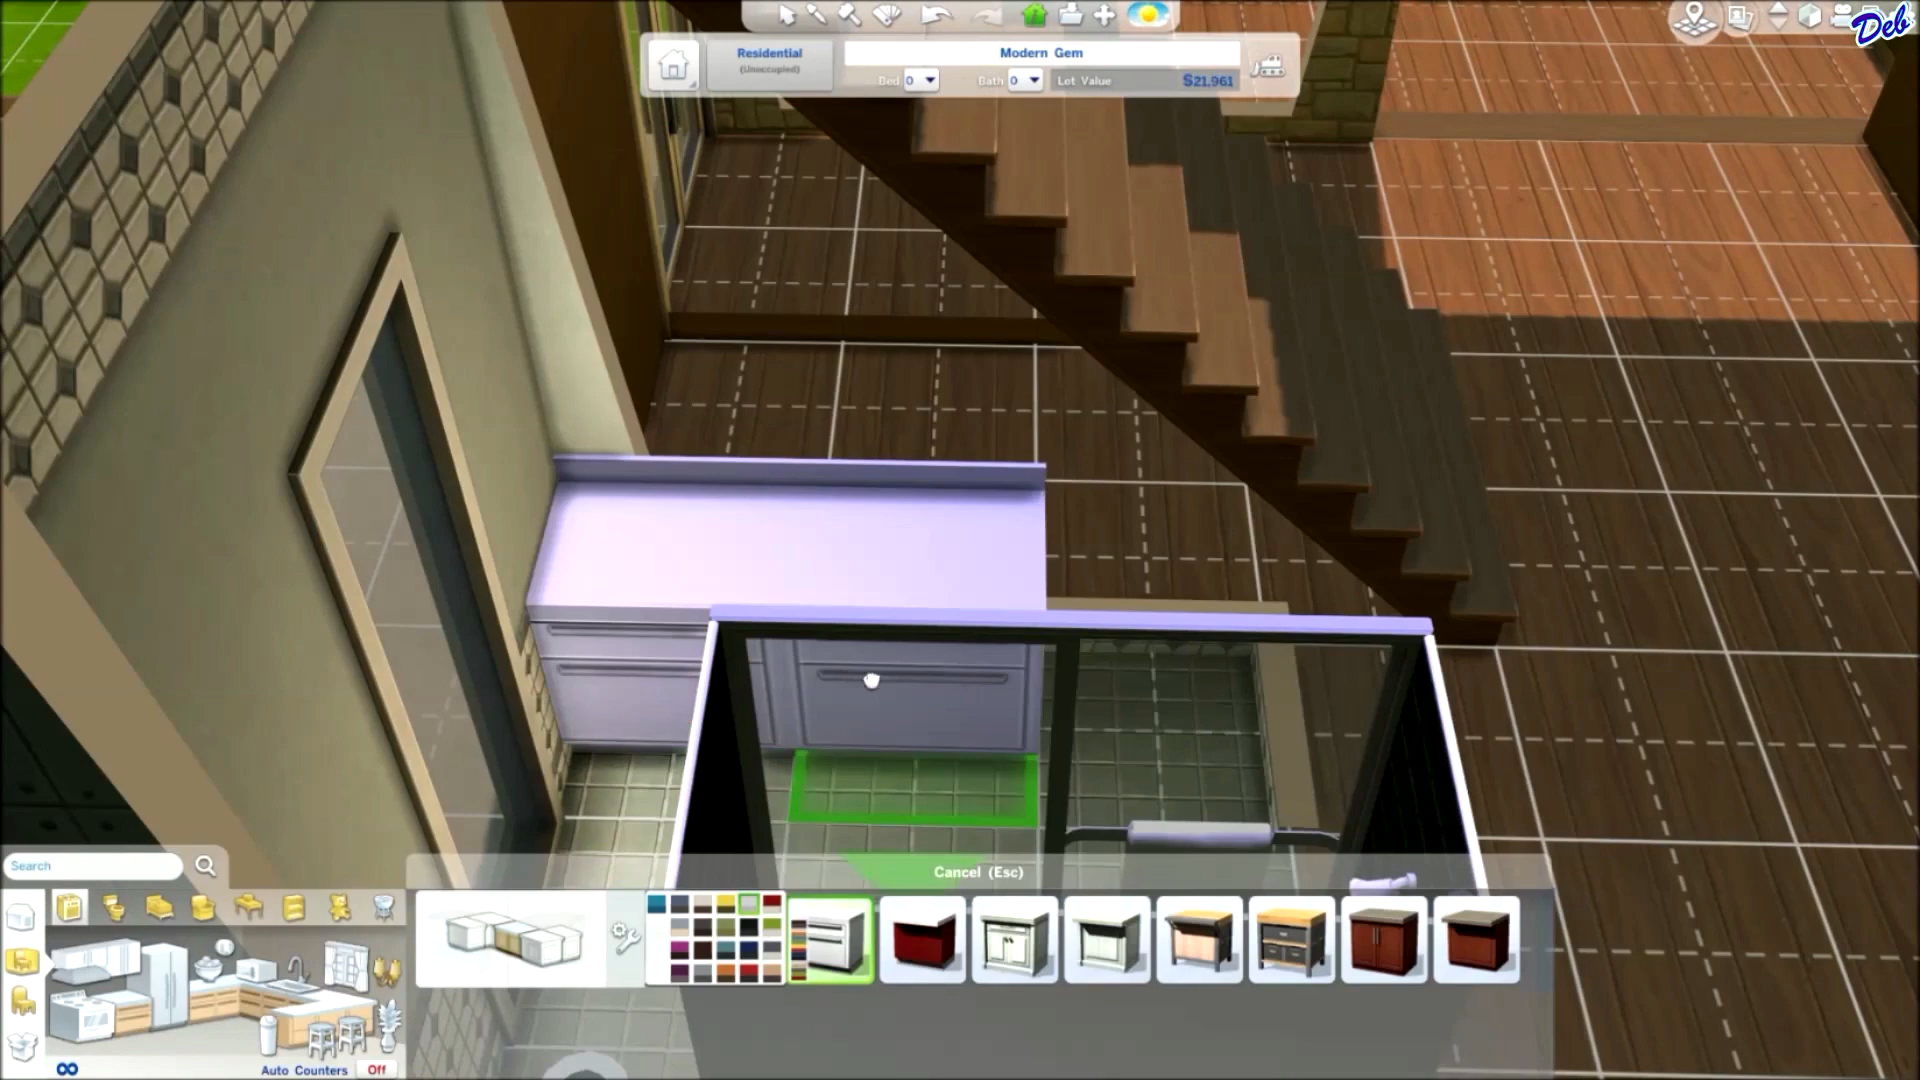 Deb
Residential
(Unoccupied)
Modern Gem
Bed 0
Bath 0
Lot Value
§21,961
Search
Cancel (Esc)
Auto Counters Off